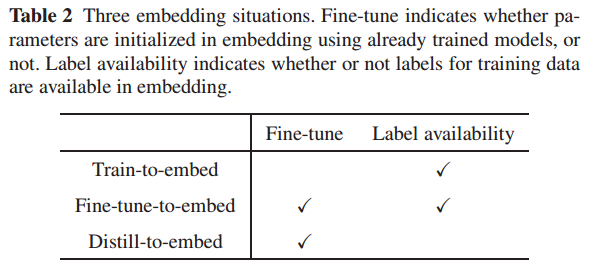 Table 2 Three embedding situations. Fine-tune indicates whether pa-
rameters are initialized in embedding using already trained models, or
not. Label availability indicates whether or not labels for training data
are available in embedding.
Fine-tune Label availability
Train-to-embed ✓
Fine-tune-to-embed ✓ ✓
Distill-to-embed ✓